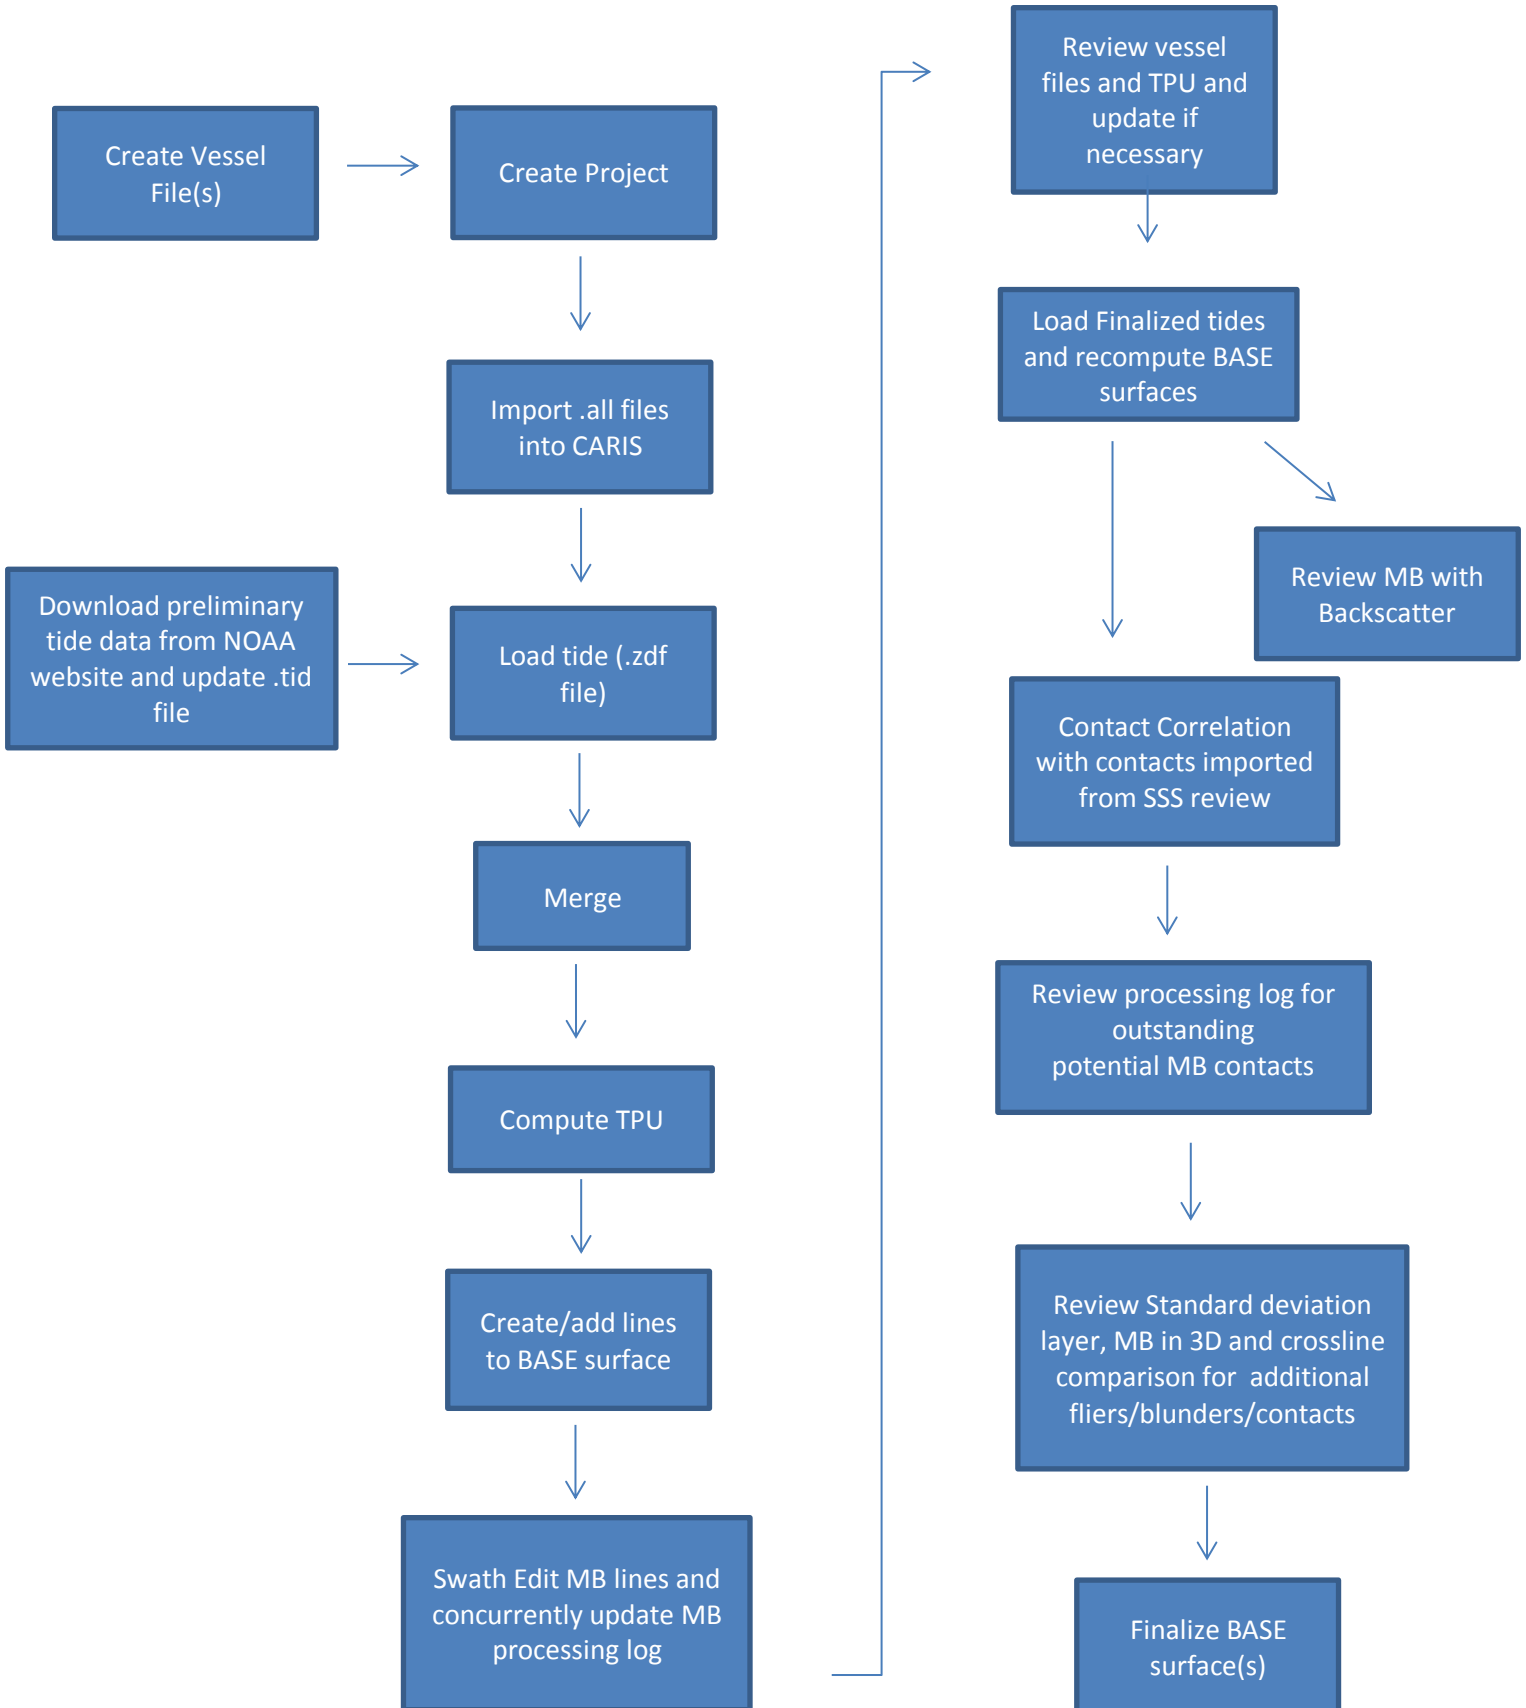 Create Vessel
File(s)
Create Project
Import .all files
into CARIS
Download preliminary
tide data from NOAA
website and update .tid
file
Load tide (.zdf
file)
Merge
Compute TPU
Create/add lines
to BASE surface
Swath Edit MB lines and
concurrently update MB
processing log
Review vessel
files and TPU and
update if
necessary
Load Finalized tides
and recompute BASE
surfaces
Review MB with
Backscatter
Contact Correlation
with contacts imported
from SSS review
Review processing log for
outstanding
potential MB contacts
Review Standard deviation
layer, MB in 3D and crossline
comparison for additional
fliers/blunders/contacts
Finalize BASE
surface(s)